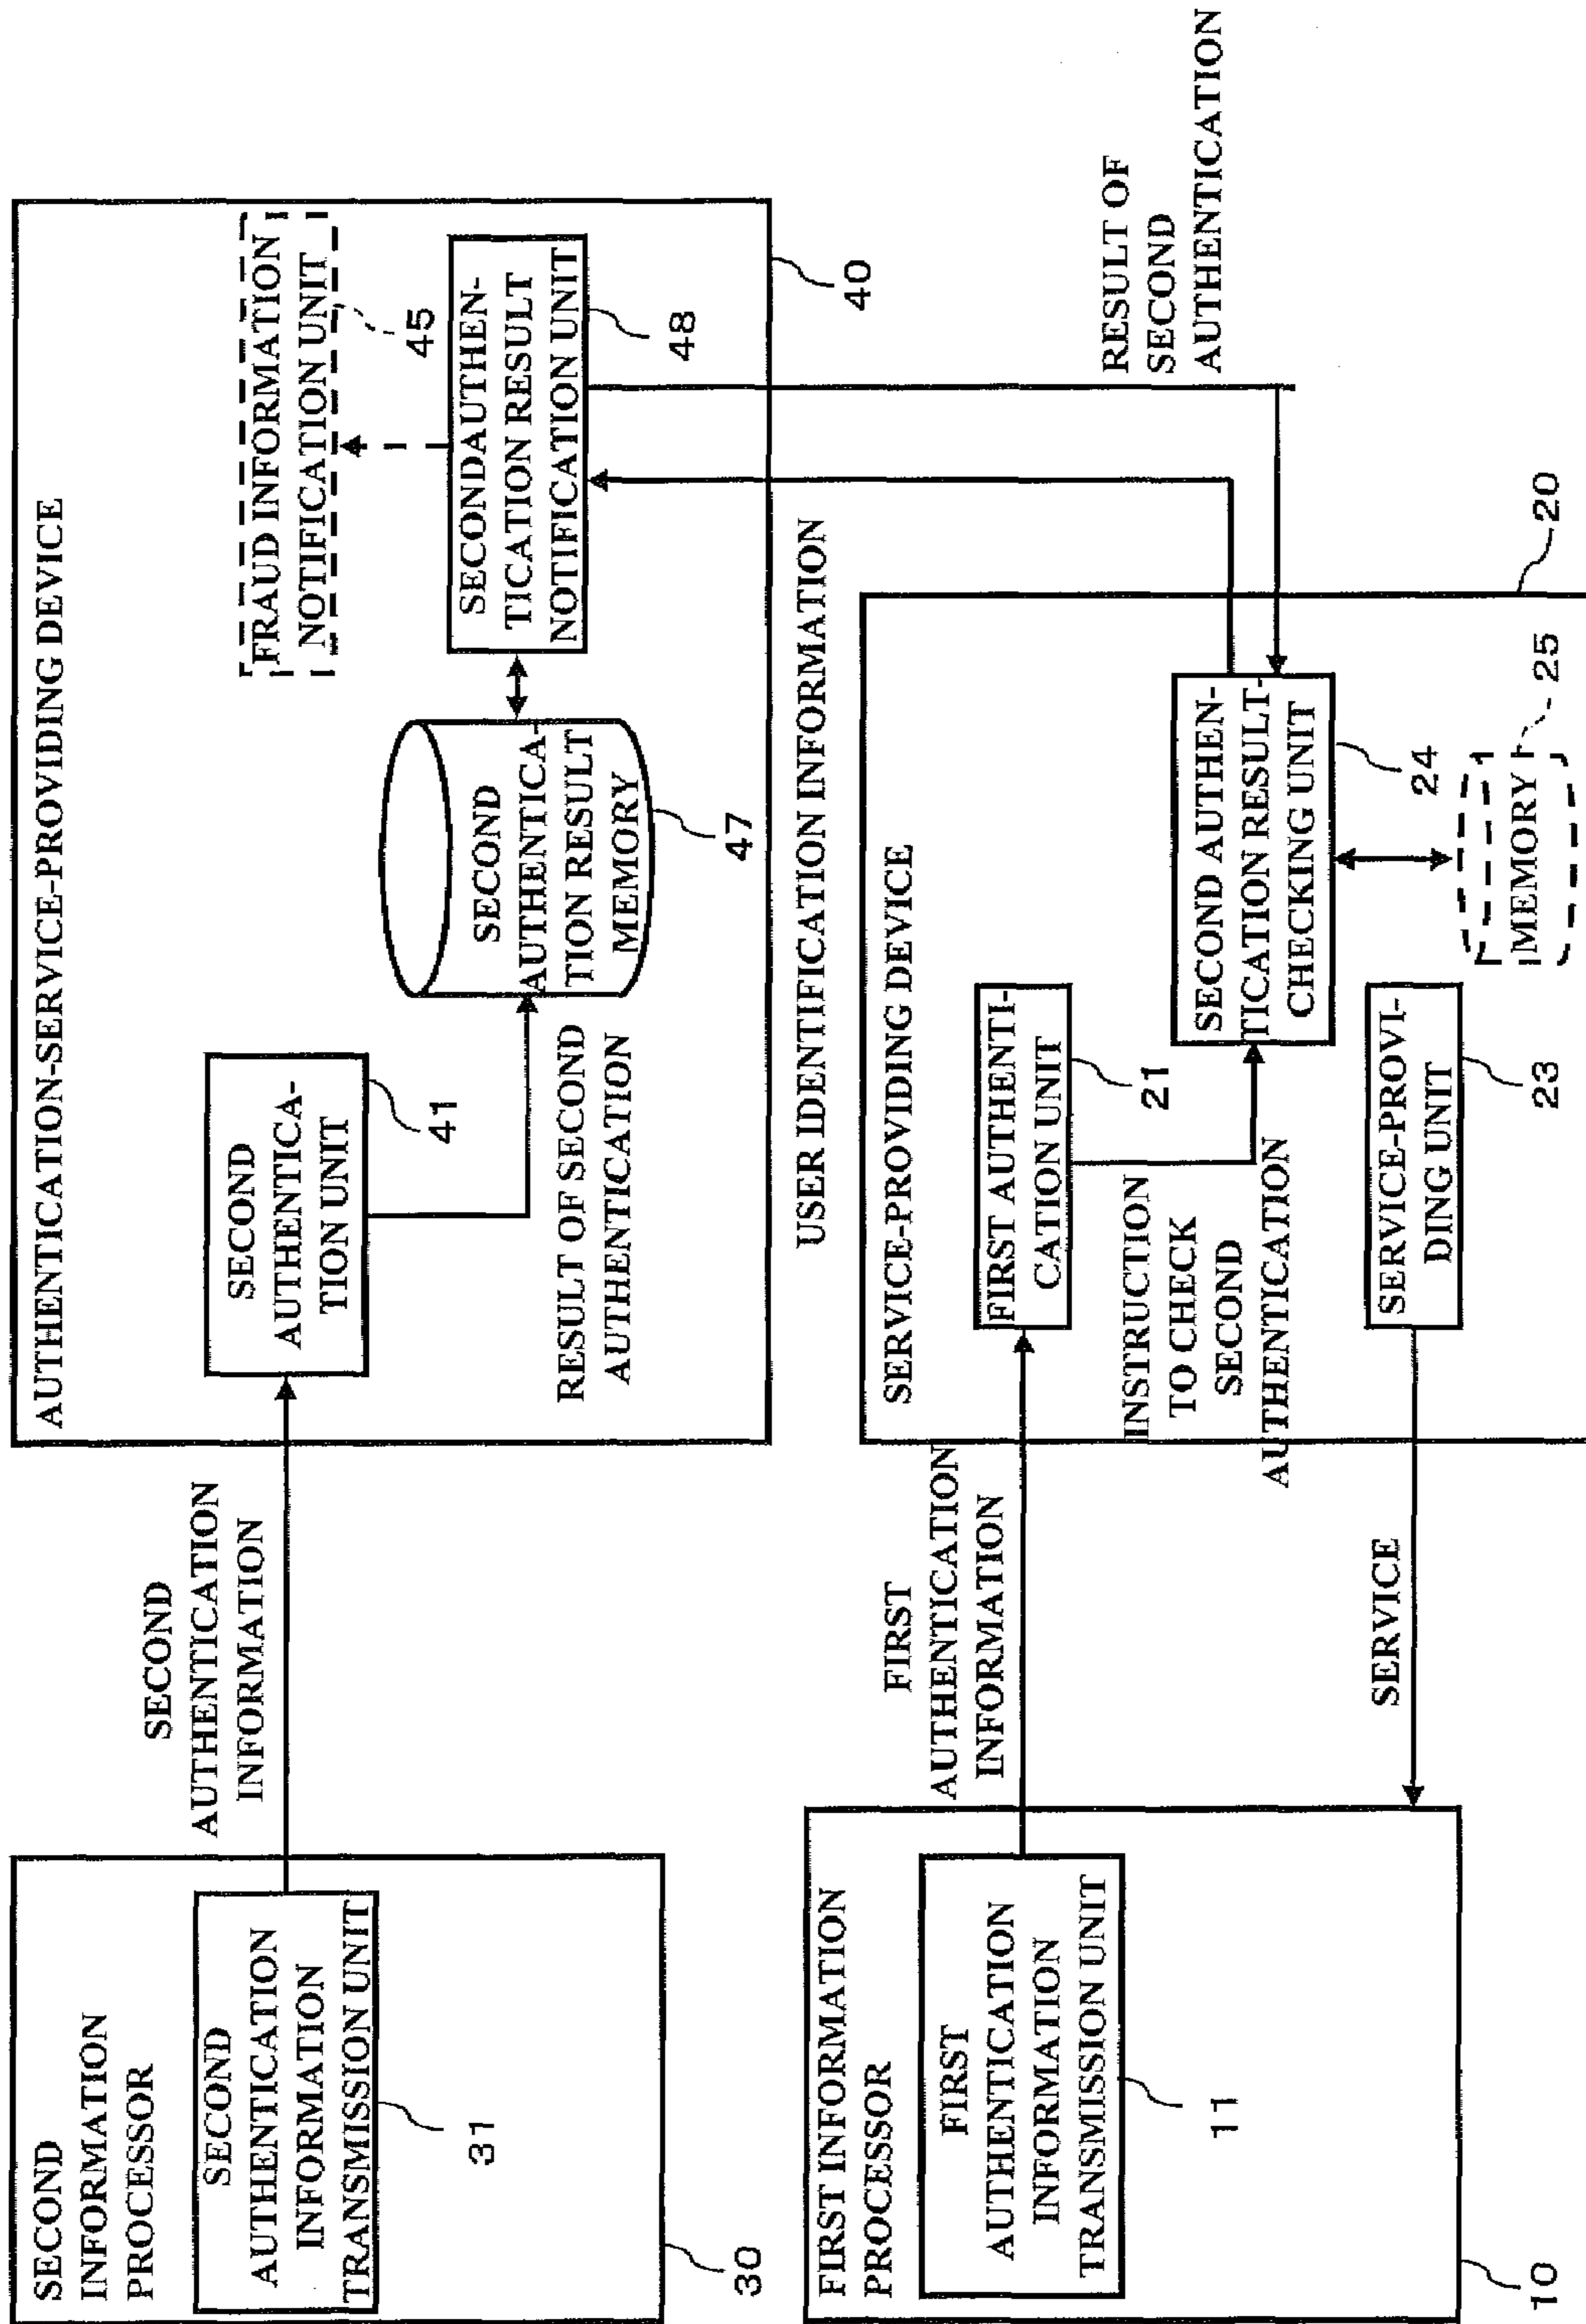 SECOND
INFORMATION
PROCESSOR
SECOND
AUTHENTICATION
INFORMATION
TRANSMISSION UNIT
31
30
SECOND
AUTHENTICATION
INFORMATION
AUTHENTICATION-SERVICE-PROVIDING DEVICE
SECOND
AUTHENTICA-
TION UNIT
41
RESULT OF SECOND
AUTHENTICATION
SECOND
AUTHENTICA-
TION RESULT
MEMORY
47
FRAUD INFORMATION
NOTIFICATION UNIT
45
SECONDAUTHEN-
TICATION RESULT
NOTIFICATION UNIT
48
40
USER IDENTIFICATION INFORMATION
RESULT OF
SECOND
AUTHENTICATION
FIRST INFORMATION
PROCESSOR
FIRST
AUTHENTICATION
INFORMATION
TRANSMISSION UNIT
11
10
FIRST
AUTHENTICATION
INFORMATION
SERVICE
SERVICE-PROVIDING DEVICE
FIRST AUTHENTI-
CATION UNIT
21
INSTRUCTION
TO CHECK
SECOND
AUTHENTICATION
SECOND AUTHEN-
TICATION RESULT-
CHECKING UNIT
24
SERVICE-PROVI-
DING UNIT
23
MEMORY
25
20